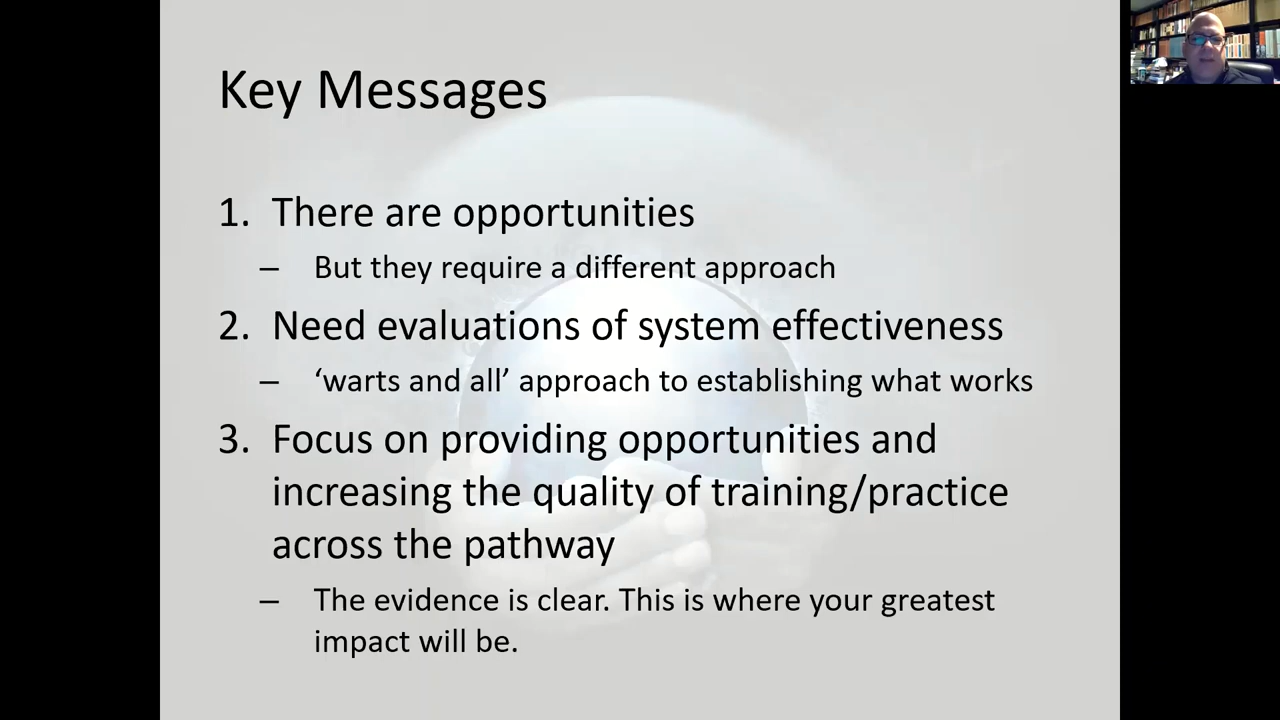 Key Messages
1. There are opportunities
– But they require a different approach
2. Need evaluations of system effectiveness
– ‘warts and all’ approach to establishing what works
3. Focus on providing opportunities and
increasing the quality of training/practice
across the pathway
– The evidence is clear. This is where your greatest
impact will be.